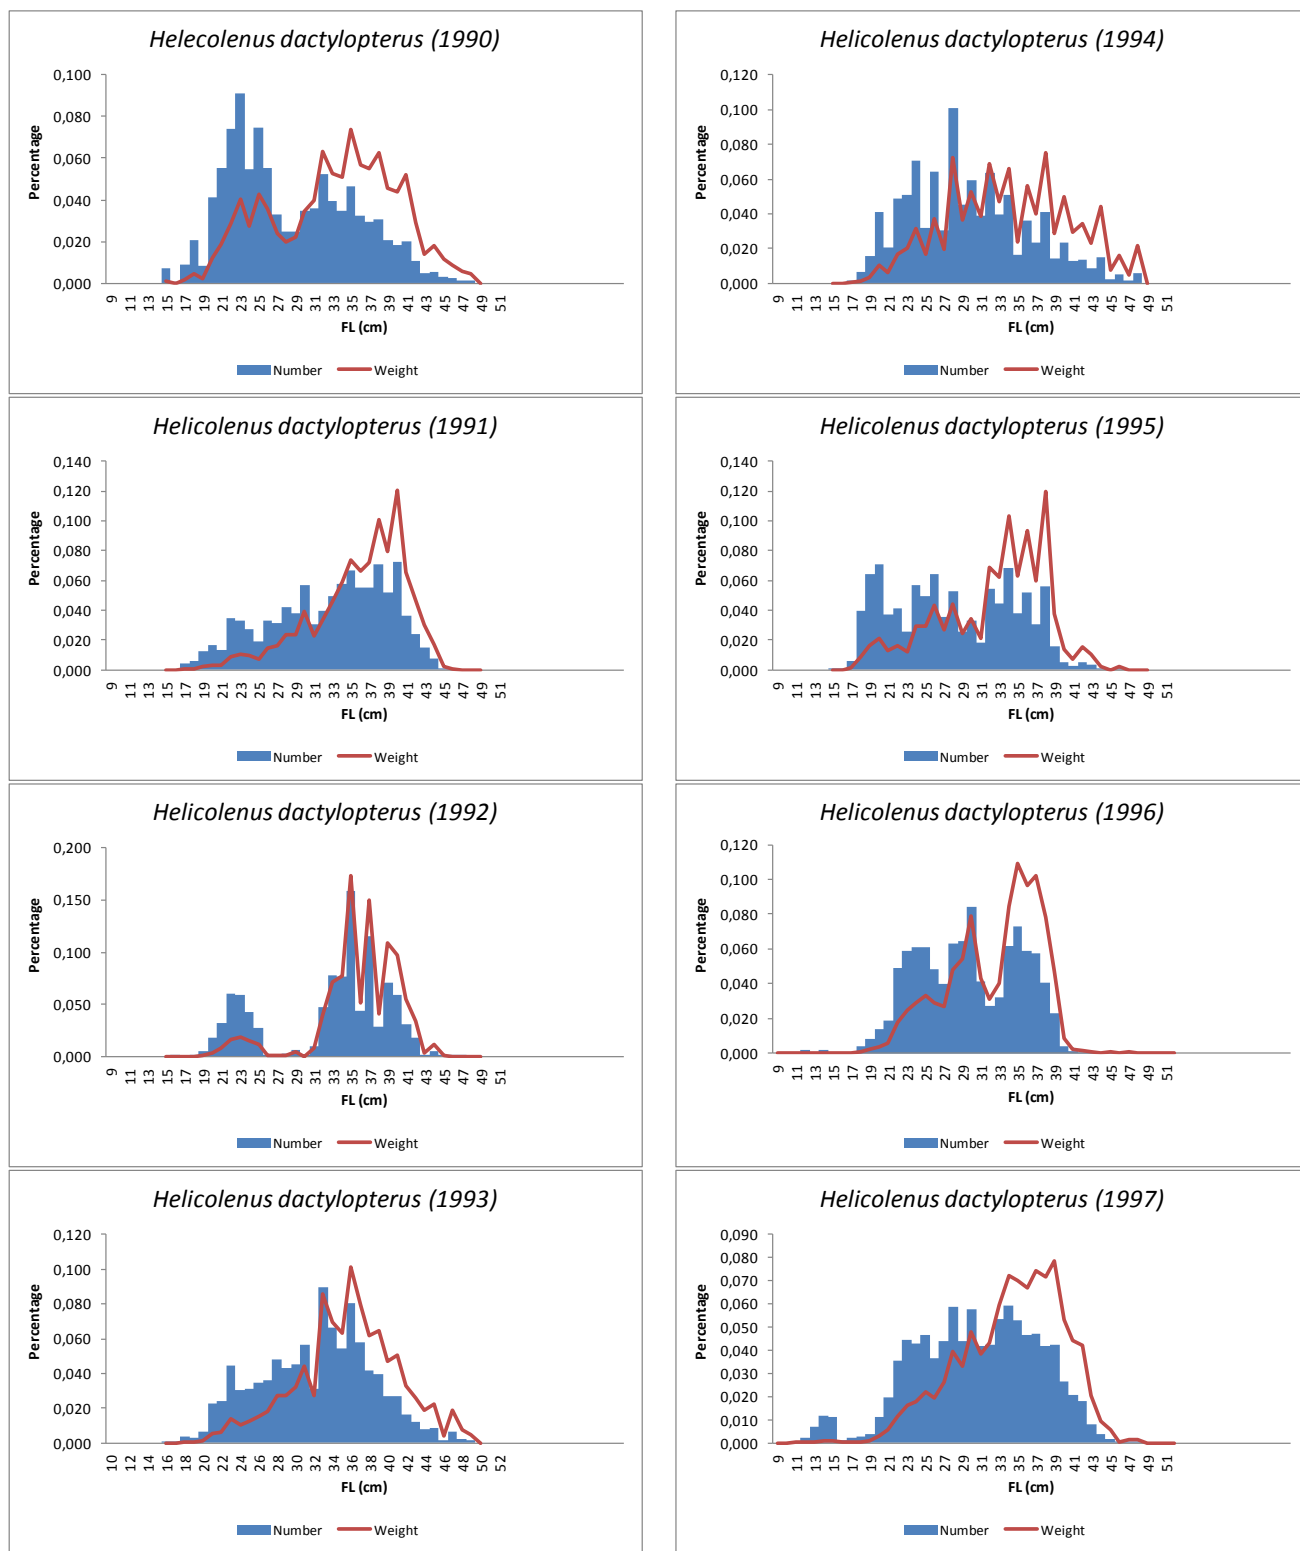 Helecolenus dactylopterus (1990)
Percentage
0,100
0,080
0,060
0,040
0,020
0,000
9 11 13 15 17 19 22 23 25 27 29 31 33 35 37 39 41 43 45 47 49 51
FL (cm)
Number Weight
Helicolenus dactylopterus (1994)
Percentage
0,120
0,100
0,080
0,060
0,040
0,020
0,000
9 11 13 15 17 19 21 23 25 27 29 31 33 35 37 39 41 43 45 47 49 51
FL (cm)
Number Weight
Helicolenus dactylopterus (1991)
Percentage
0,140
0,120
0,100
0,080
0,060
0,040
0,020
0,000
9 11 13 15 17 19 22 23 25 27 29 31 33 35 37 39 41 43 45 47 49 51
FL (cm)
Number Weight
Helicolenus dactylopterus (1995)
Percentage
0,140
0,120
0,100
0,080
0,060
0,040
0,020
0,000
9 11 13 15 17 19 21 23 25 27 29 31 33 35 37 39 41 43 45 47 49 51
FL (cm)
Number Weight
Helicolenus dactylopterus (1992)
Percentage
0,200
0,150
0,100
0,050
0,000
9 11 13 15 17 19 22 23 25 27 29 31 33 35 37 39 41 43 45 47 49 51
FL (cm)
Number Weight
Helicolenus dactylopterus (1996)
Percentage
0,120
0,100
0,080
0,060
0,040
0,020
0,000
9 11 13 15 17 19 21 23 25 27 29 31 33 35 37 39 41 43 45 47 49 51
FL (cm)
Number Weight
Helicolenus dactylopterus (1993)
Percentage
0,120
0,100
0,080
0,060
0,040
0,020
0,000
10 12 14 16 18 20 22 24 26 28 30 32 34 36 38 40 42 44 46 48 50 52
FL (cm)
Number Weight
Helicolenus dactylopterus (1997)
Percentage
0,090
0,080
0,070
0,060
0,050
0,040
0,030
0,020
0,010
0,000
9 11 13 15 17 19 21 23 25 27 29 31 33 35 37 39 41 43 45 47 49 51
FL (cm)
Number Weight